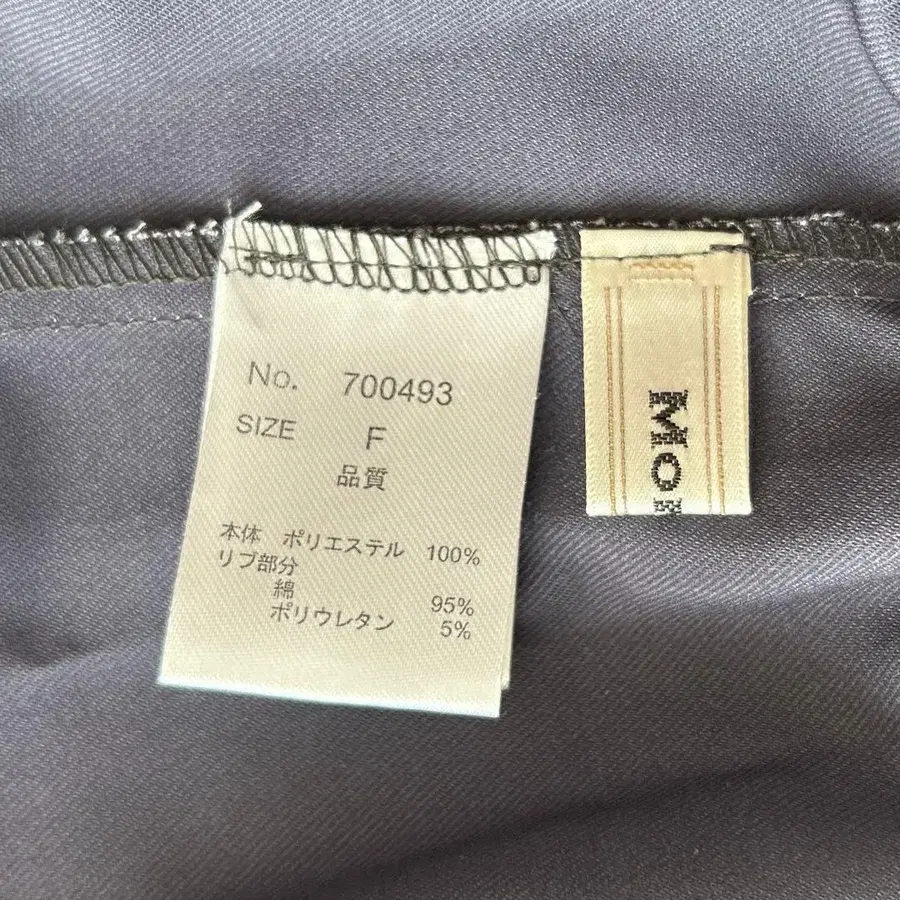 No. 700493
SIZE F
品質
本体 ポリエステル 100%
リブ部分
綿 95%
ポリウレタン 5%